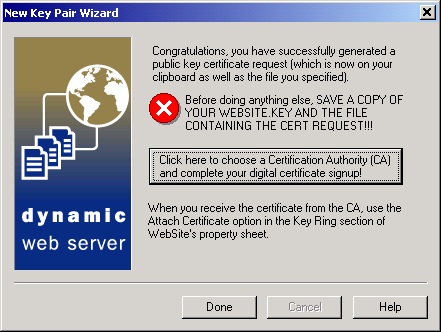 New Key Pair Wizard
Congratulations, you have successfully generated a
public key certificate request (which is now on your
clipboard as well as the file you specified).
Before doing anything else, SAVE A COPY OF
YOUR WEBSITE.KEY AND THE FILE
CONTAINING THE CERT REQUEST!!!
Click here to choose a Certification Authority (CA)
and complete your digital certificate signup!
dynamic
web server
When you receive the certificate from the CA, use the
Attach Certificate option in the Key Ring section of
WebSite's property sheet.
Done
Cancel
Help